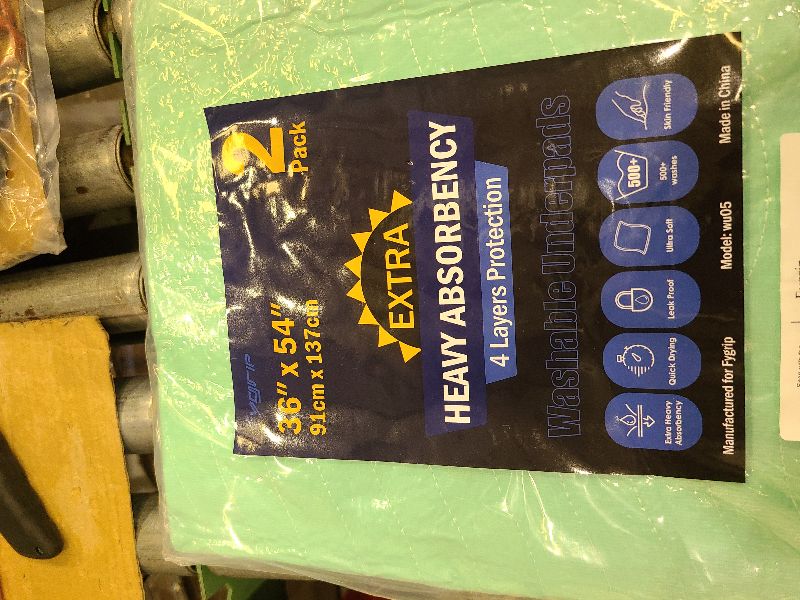 2
Pack
36" x 54"
91cm x 137cm
EXTRA
HEAVY ABSORBENCY
4 Layers Protection
Washable Underpads
Extra Heavy
Absorbency
Quick Drying
Leak Proof
Ultra Soft
500+
500+
washes
Skin Friendly
Manufactured for Fygrip
Model: wu05
Made in China